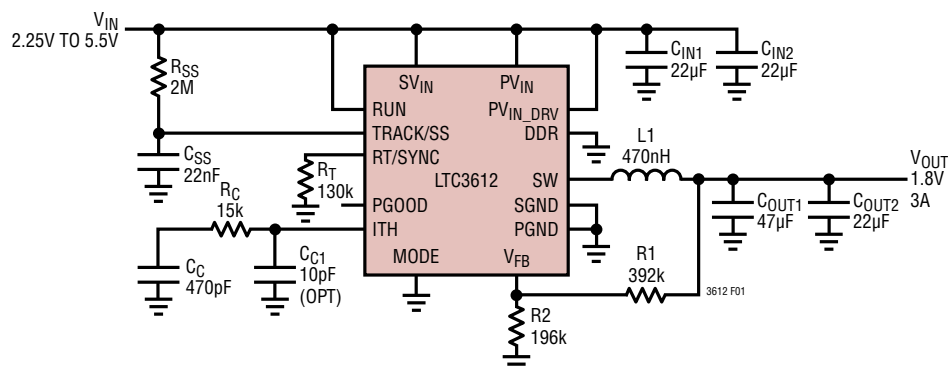 VIN
2.25V TO 5.5V
RSS
2M
CSS
22nF
RC
15k
CC
470pF
CC1
10pF
(OPT)
RT
130k
SVIN
PVIN
RUN
PVIN_DRV
TRACK/SS
DDR
RT/SYNC
LTC3612
SW
PGOOD
SGND
ITH
PGND
MODE
VFB
CIN1
22µF
CIN2
22µF
L1
470nH
VOUT
1.8V
3A
COUT1
47µF
COUT2
22µF
R1
392k
3612 F01
R2
196k